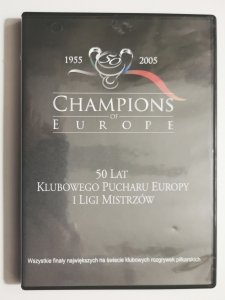 1955 50 2005
CHAMPIONS
OF
EUROPE
50 LAT
KLUBOWEGO PUCHARU EUROPY
I LIGI MISTRZÓW
Wszystkie finały największych na świecie klubowych rozgrywek piłkarskich